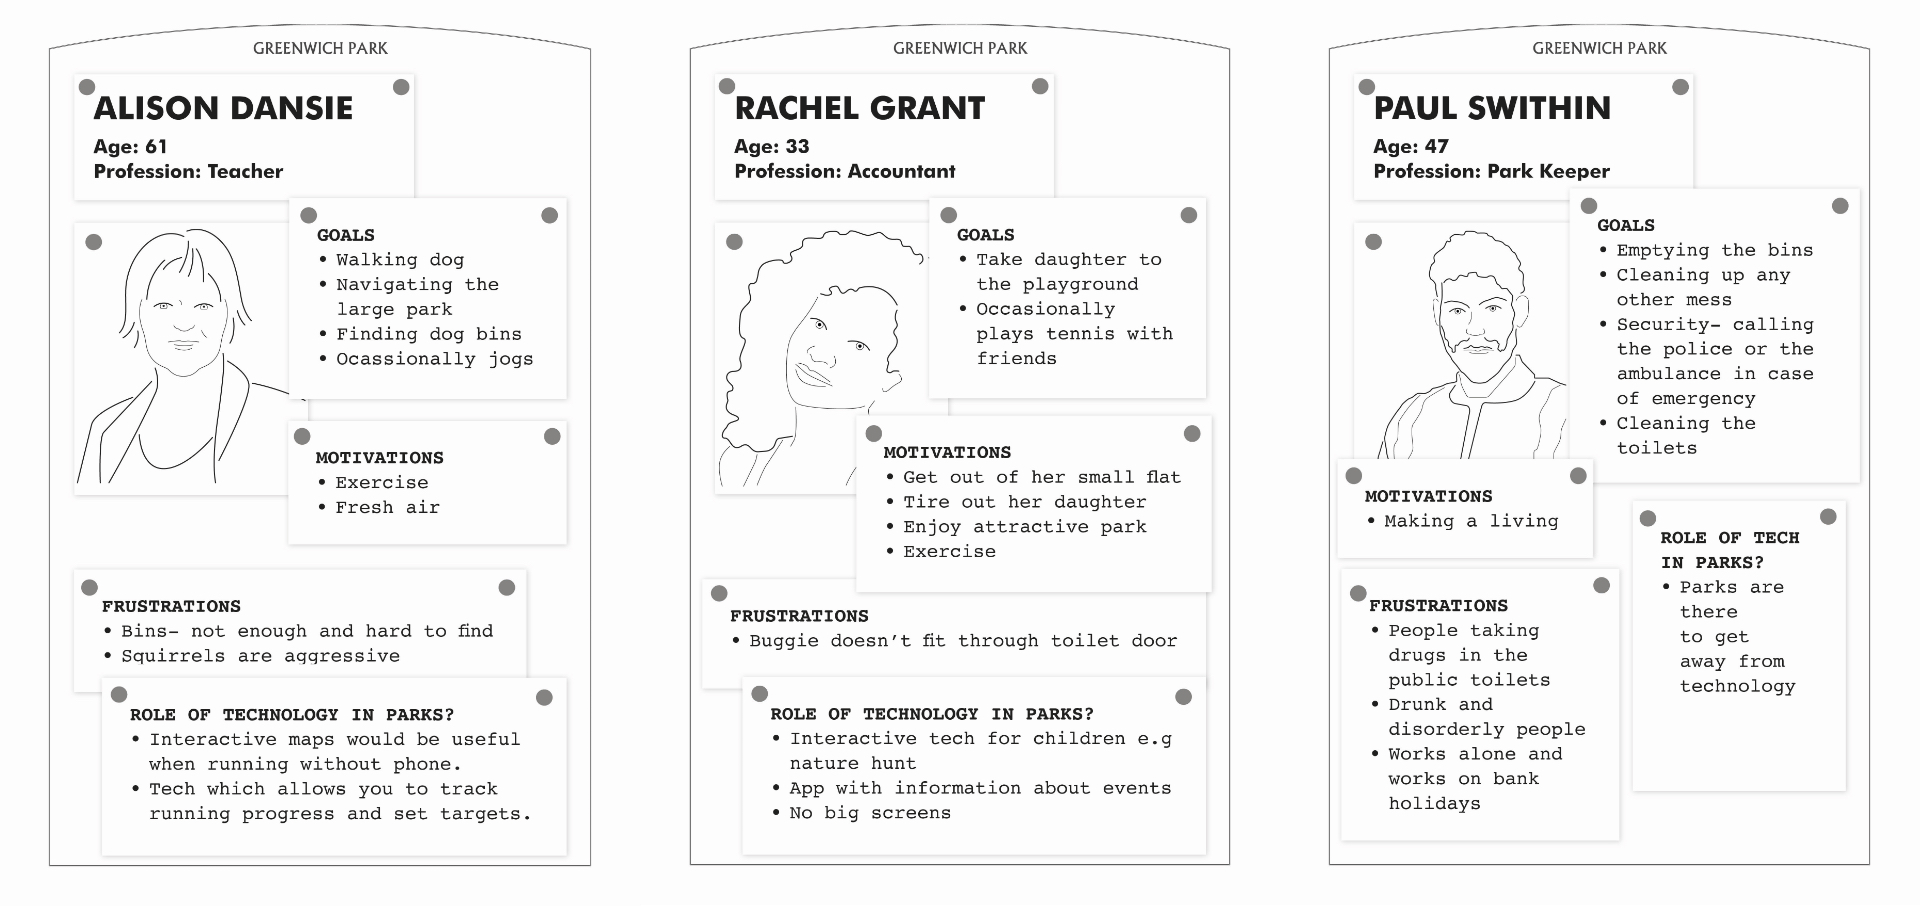 GREENWICH PARK
ALISON DANSIE
Age: 61
Profession: Teacher
GOALS
• Walking dog
• Navigating the
large park
• Finding dog bins
• Ocassionally jogs
MOTIVATIONS
• Exercise
• Fresh air
FRUSTRATIONS
• Bins- not enough and hard to find
• Squirrels are aggressive
ROLE OF TECHNOLOGY IN PARKS?
• Interactive maps would be useful
when running without phone.
• Tech which allows you to track
running progress and set targets.
GREENWICH PARK
RACHEL GRANT
Age: 33
Profession: Accountant
GOALS
• Take daughter to
the playground
• Occasionally
plays tennis with
friends
MOTIVATIONS
• Get out of her small flat
• Tire out her daughter
• Enjoy attractive park
• Exercise
FRUSTRATIONS
• Buggie doesn’t fit through toilet door
ROLE OF TECHNOLOGY IN PARKS?
• Interactive tech for children e.g
nature hunt
• App with information about events
• No big screens
GREENWICH PARK
PAUL SWITHIN
Age: 47
Profession: Park Keeper
GOALS
• Emptying the bins
• Cleaning up any
other mess
• Security- calling
the police or the
ambulance in case
of emergency
• Cleaning the
toilets
MOTIVATIONS
• Making a living
FRUSTRATIONS
• People taking
drugs in the
public toilets
• Drunk and
disorderly people
• Works alone and
works on bank
holidays
ROLE OF TECH
IN PARKS?
• Parks are
there
to get
away from
technology